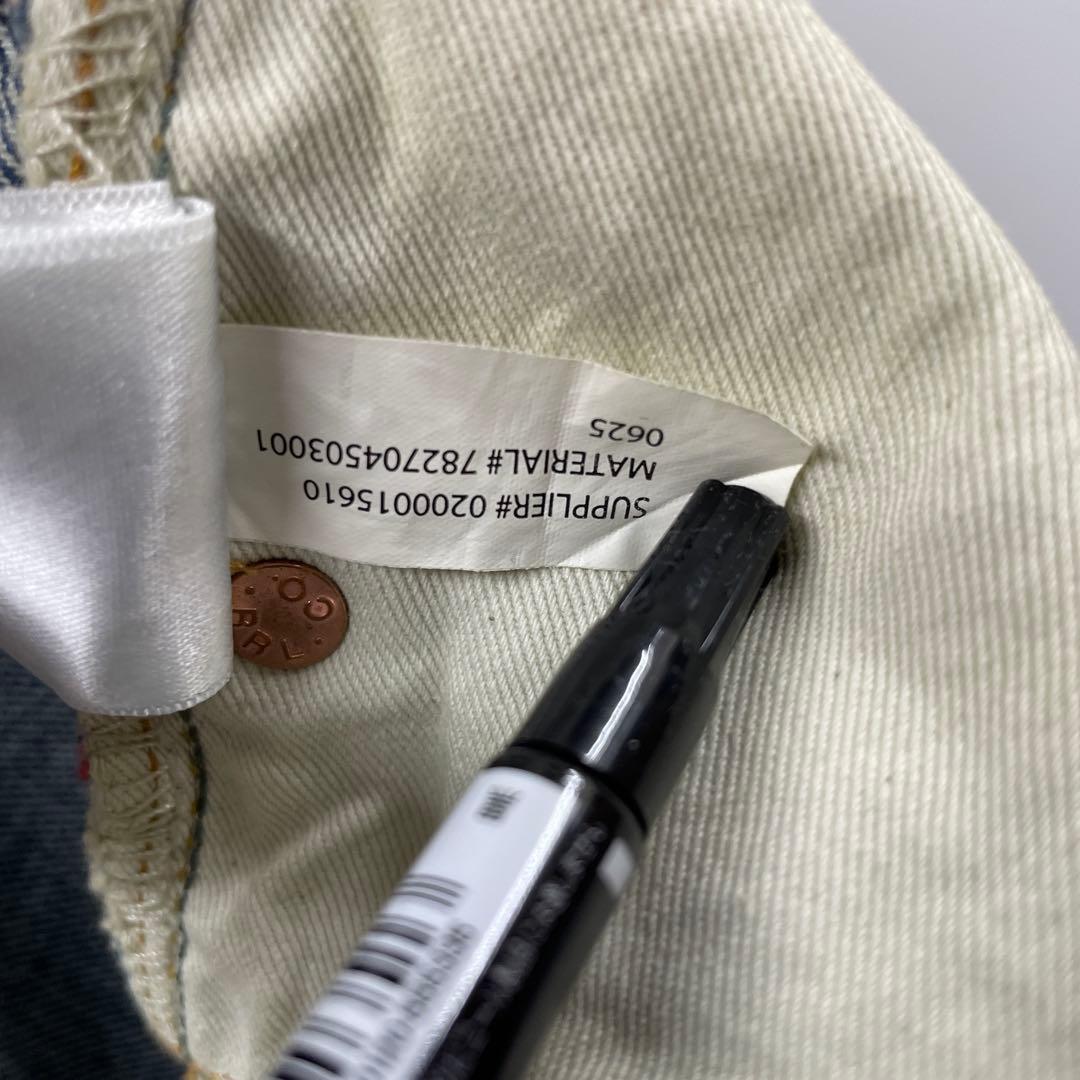 SUPPLIER# 0200015610
MATERIAL# 782704503001
0625
CO.
RRL